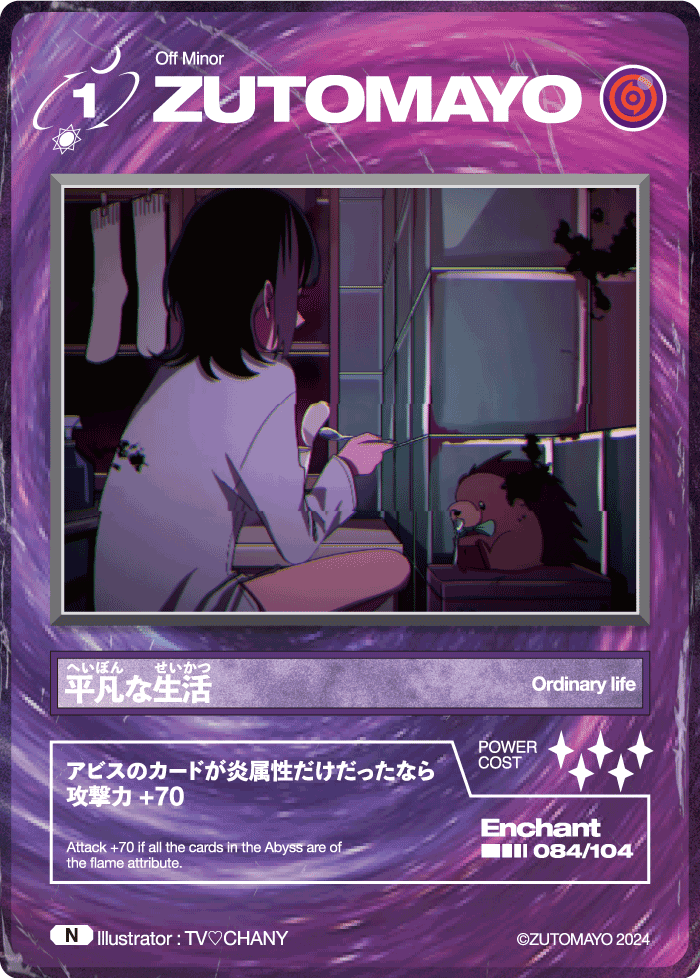 Off Minor
1
ZUTOMAYO
へいぼん せいかつ
平凡な生活
Ordinary life
アビスのカードが炎属性だけだったなら
攻撃力 +70
Attack +70 if all the cards in the Abyss are of
the flame attribute.
POWER
COST
Enchant
084/104
N
Illustrator : TV♡CHANY
©ZUTOMAYO 2024